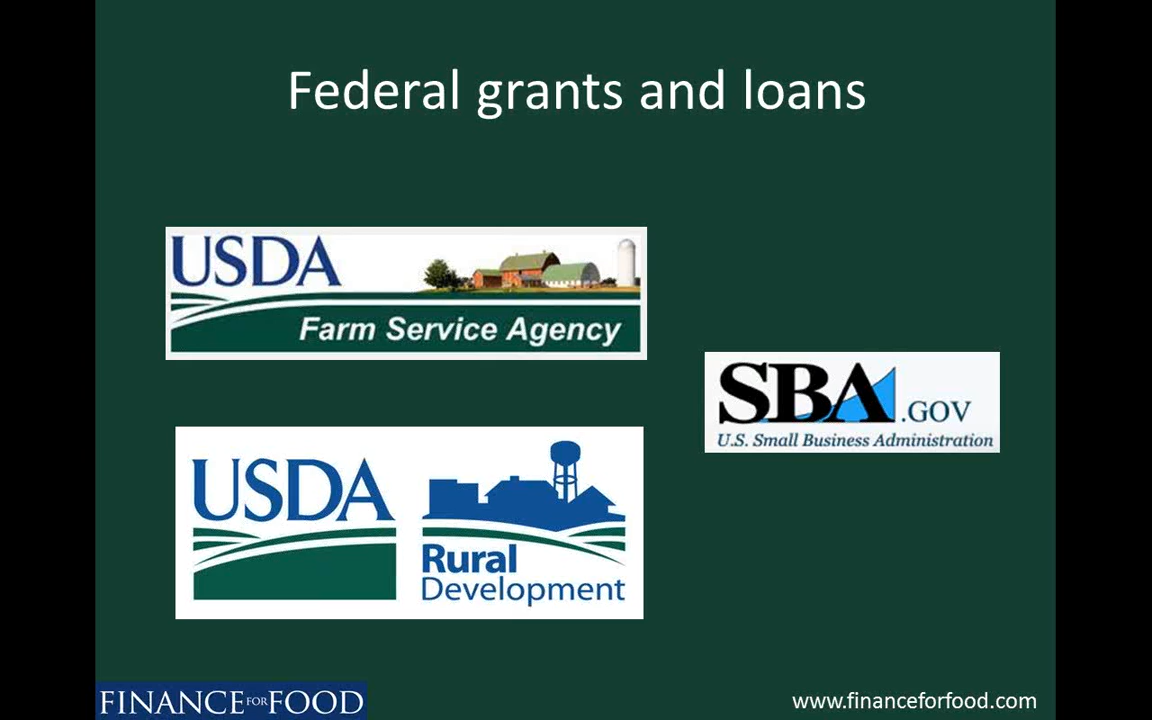 Federal grants and loans
USDA
Farm Service Agency
SBA.GOV
U.S. Small Business Administration
USDA
Rural
Development
FINANCE FOR FOOD
www.financeforfood.com